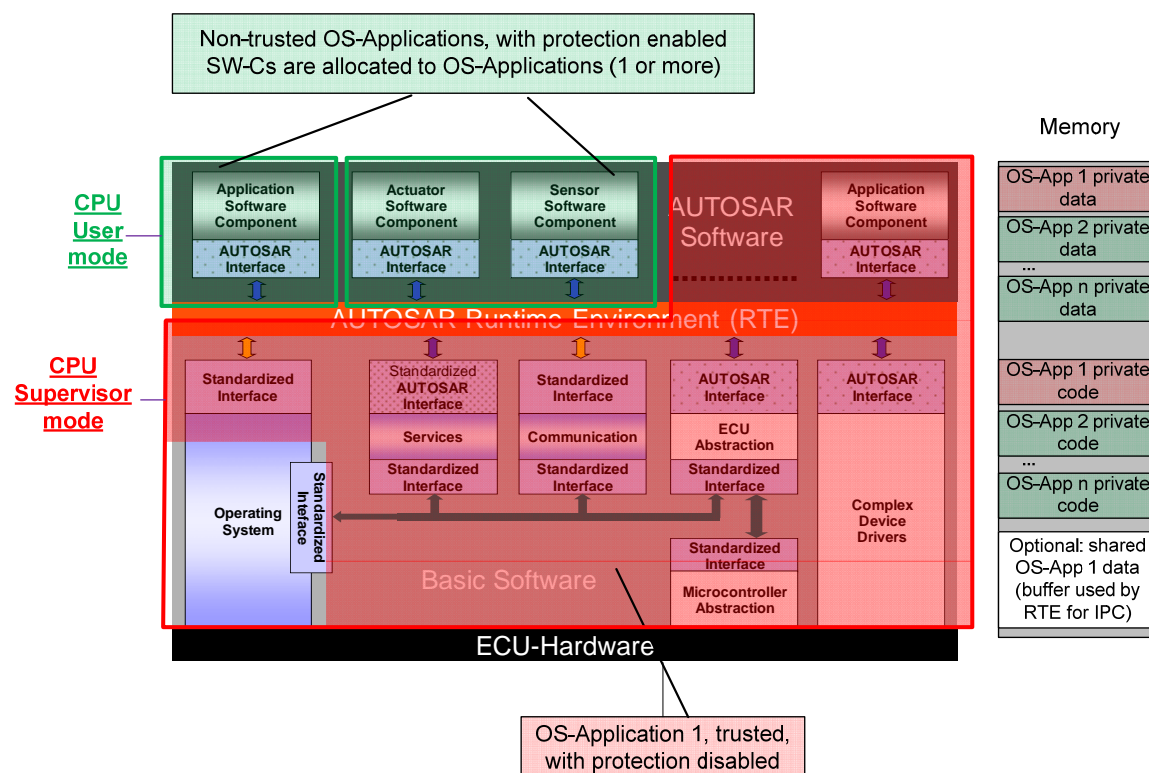 Non-trusted OS-Applications, with protection enabled
SW-Cs are allocated to OS-Applications (1 or more)
Memory
CPU
User
mode
Application
Software
Component
AUTOSAR
Interface
Actuator
Software
Component
AUTOSAR
Interface
Sensor
Software
Component
AUTOSAR
Interface
AUTOSAR
Software
Application
Software
Component
AUTOSAR
Interface
AUTOSAR Runtime Environment (RTE)
CPU
Supervisor
mode
Standardized
Interface
Operating
System
Standardized
Interface
Standardized
AUTOSAR
Interface
Services
Standardized
Interface
Standardized
Interface
Communication
Standardized
Interface
AUTOSAR
Interface
ECU
Abstraction
Standardized
Interface
Standardized
Interface
Microcontroller
Abstraction
AUTOSAR
Interface
Complex
Device
Drivers
Basic Software
ECU-Hardware
OS-App 1 private
data
OS-App 2 private
data
...
OS-App n private
data
OS-App 1 private
code
OS-App 2 private
code
...
OS-App n private
code
Optional: shared
OS-App 1 data
(buffer used by
RTE for IPC)
OS-Application 1, trusted,
with protection disabled